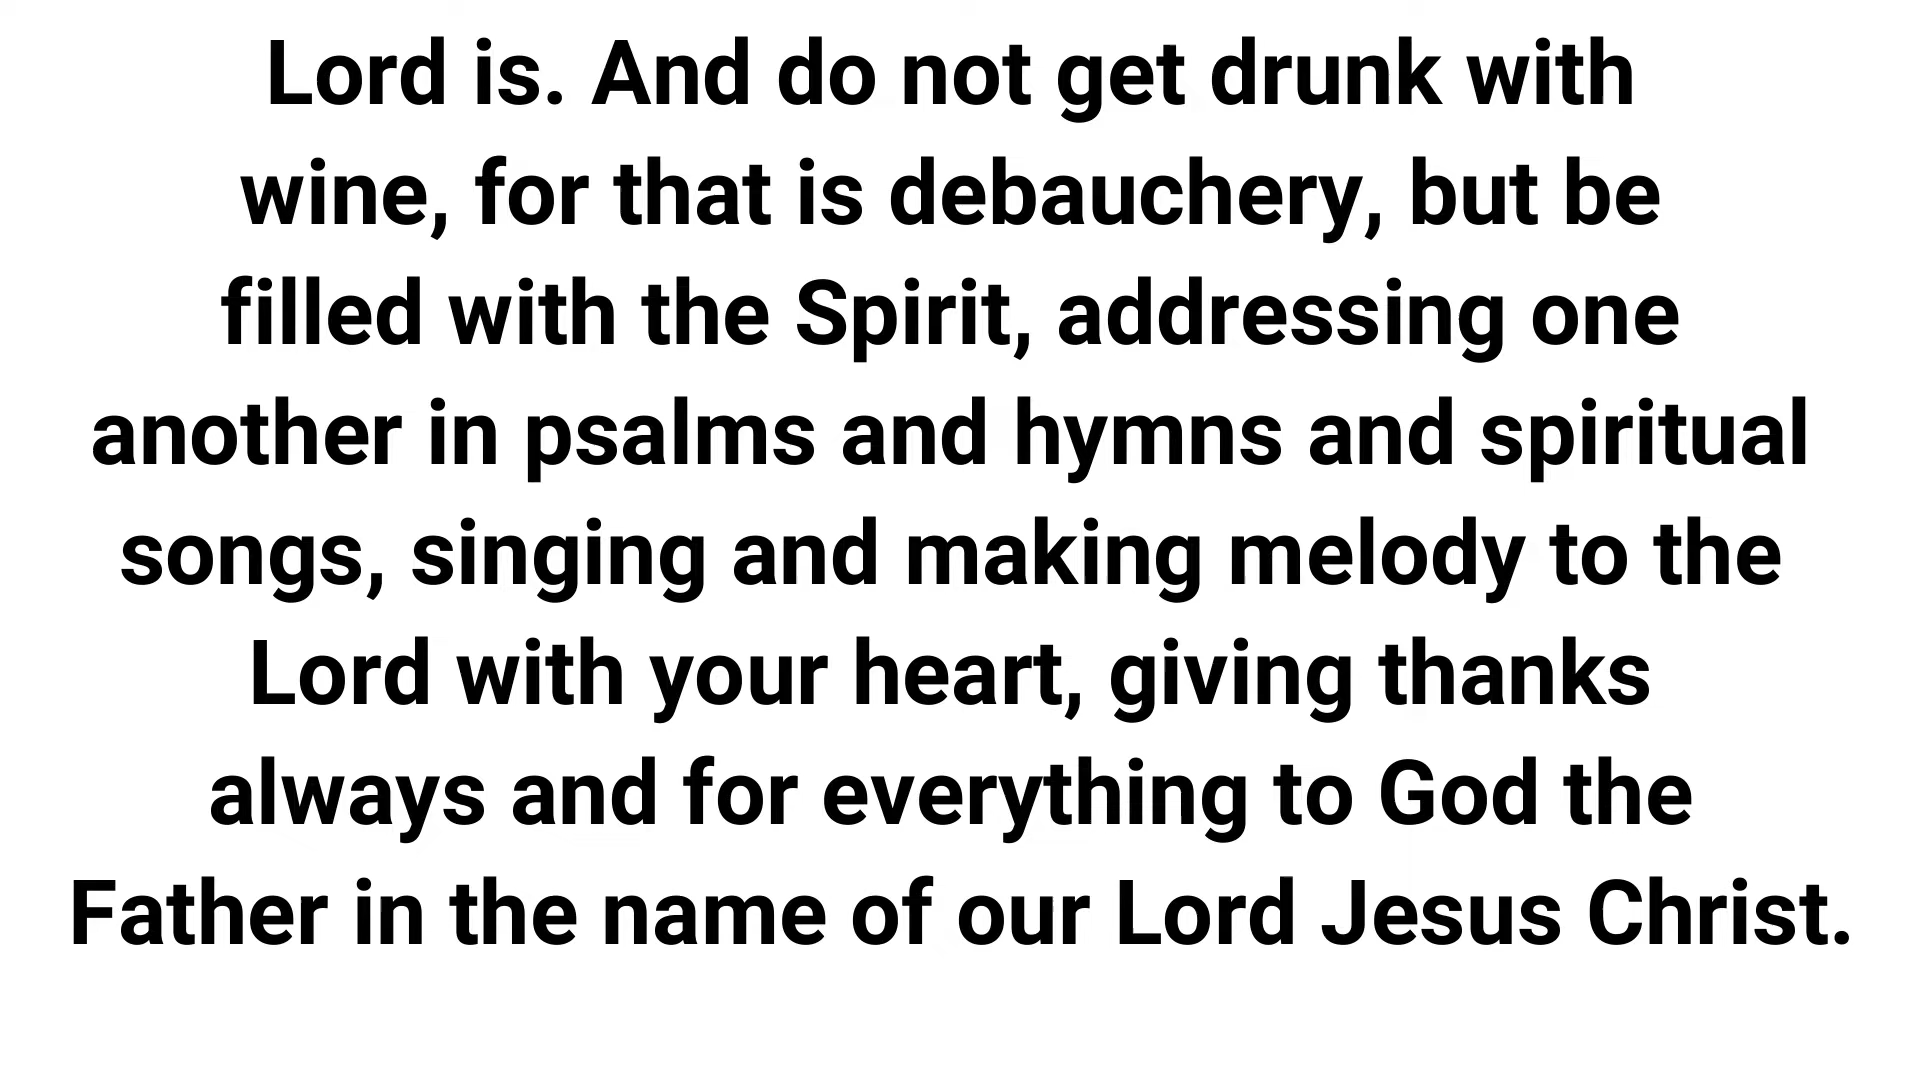 Lord is. And do not get drunk with
wine, for that is debauchery, but be
filled with the Spirit, addressing one
another in psalms and hymns and spiritual
songs, singing and making melody to the
Lord with your heart, giving thanks
always and for everything to God the
Father in the name of our Lord Jesus Christ.